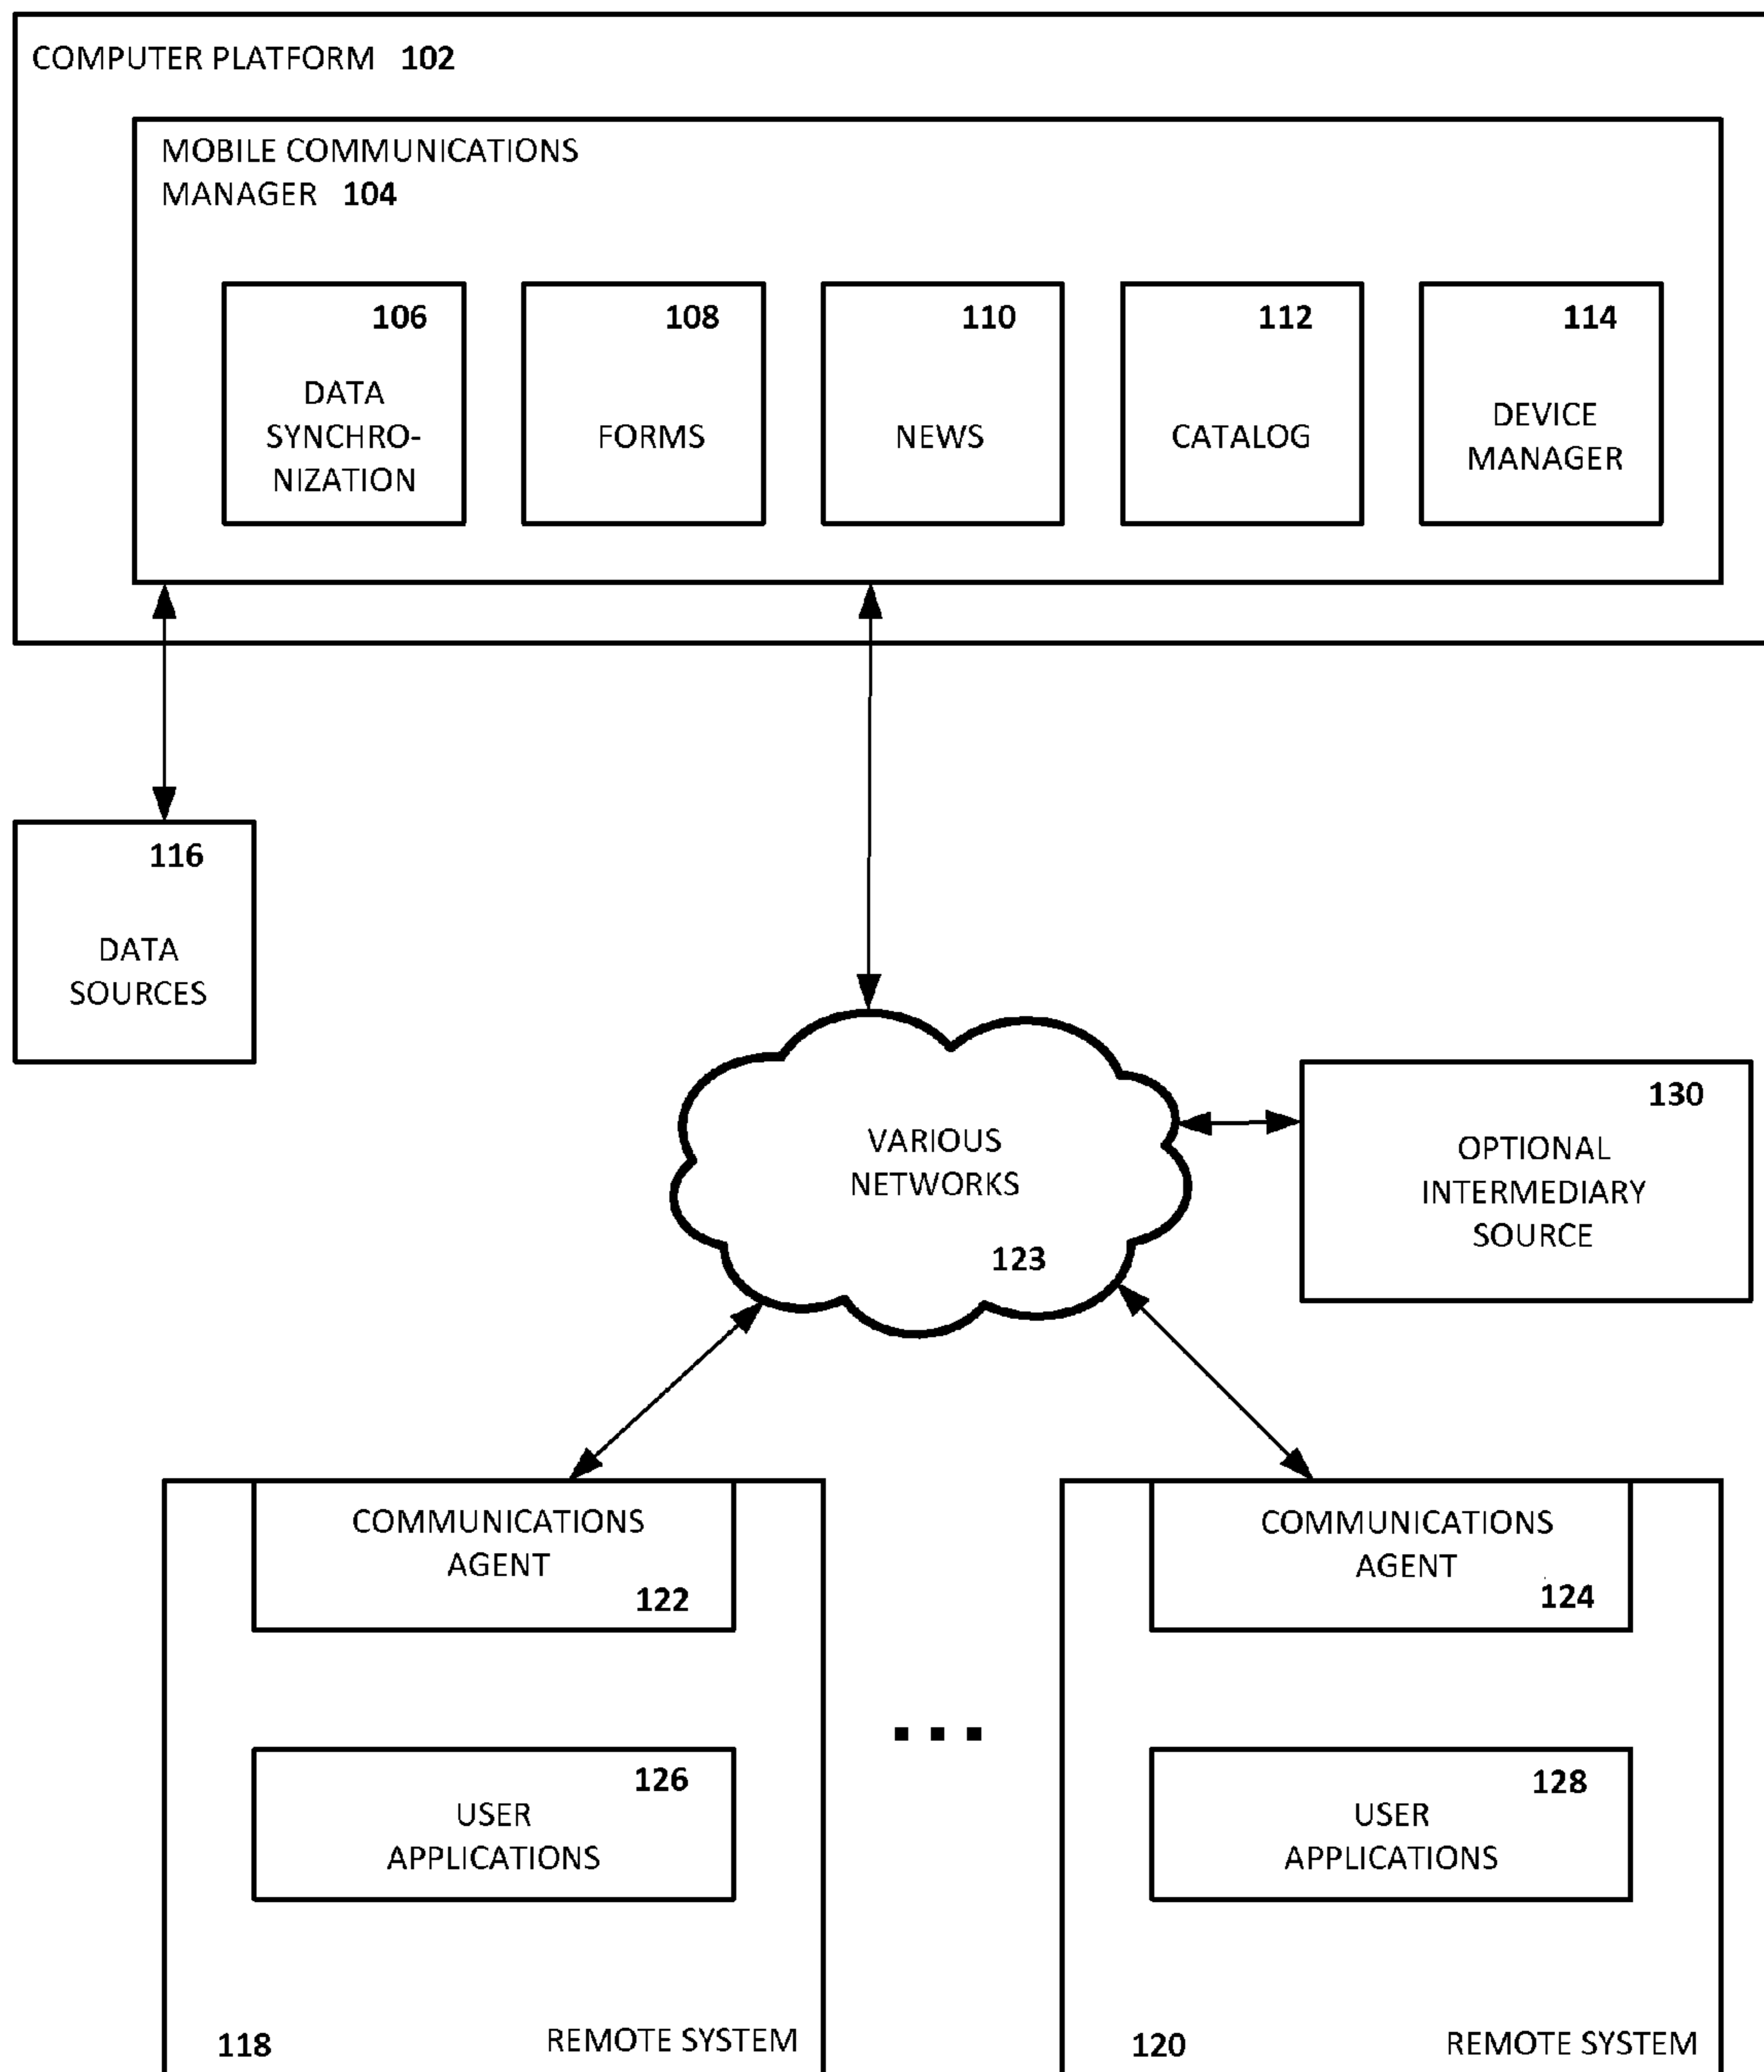 COMPUTER PLATFORM 102
MOBILE COMMUNICATIONS
MANAGER 104
106
DATA
SYNCHRO-
NIZATION
108
FORMS
110
NEWS
112
CATALOG
114
DEVICE
MANAGER
116
DATA
SOURCES
VARIOUS
NETWORKS
123
130
OPTIONAL
INTERMEDIARY
SOURCE
COMMUNICATIONS
AGENT
122
126
USER
APPLICATIONS
118 REMOTE SYSTEM
...
COMMUNICATIONS
AGENT
124
128
USER
APPLICATIONS
120 REMOTE SYSTEM